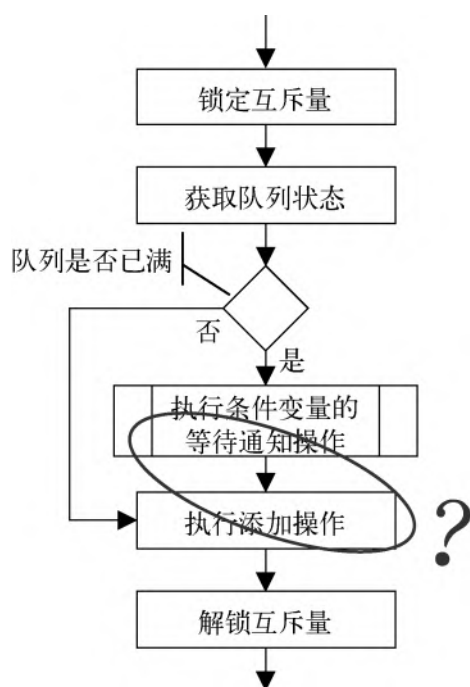 锁定互斥量
获取队列状态
队列是否已满
否
是
执行条件变量的
等待通知操作
执行添加操作
?
解锁互斥量